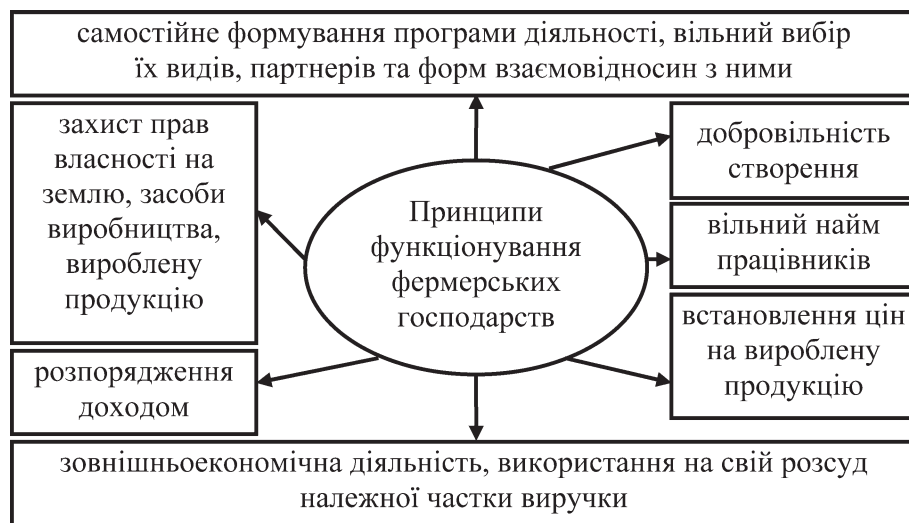 самостійне формування програми діяльності, вільний вибір
їх видів, партнерів та форм взаємовідносин з ними
захист прав
власності на
землю, засоби
виробництва,
вироблену
продукцію
розпорядження
доходом
Принципи
функціонування
фермерських
господарств
добровільність
створення
вільний найм
працівників
встановлення цін
на вироблену
продукцію
зовнішньоекономічна діяльність, використання на свій розсуд
належної частки виручки